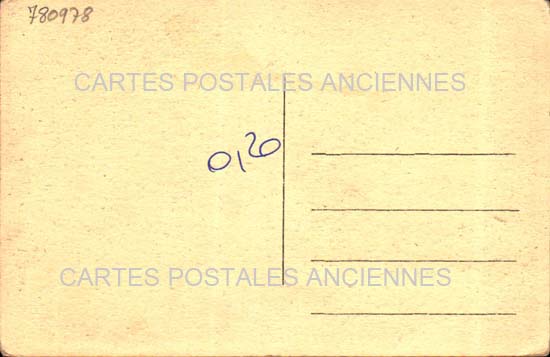 780978
CARTES POSTALES ANCIENNES
0,20
CARTES POSTALES ANCIENNES